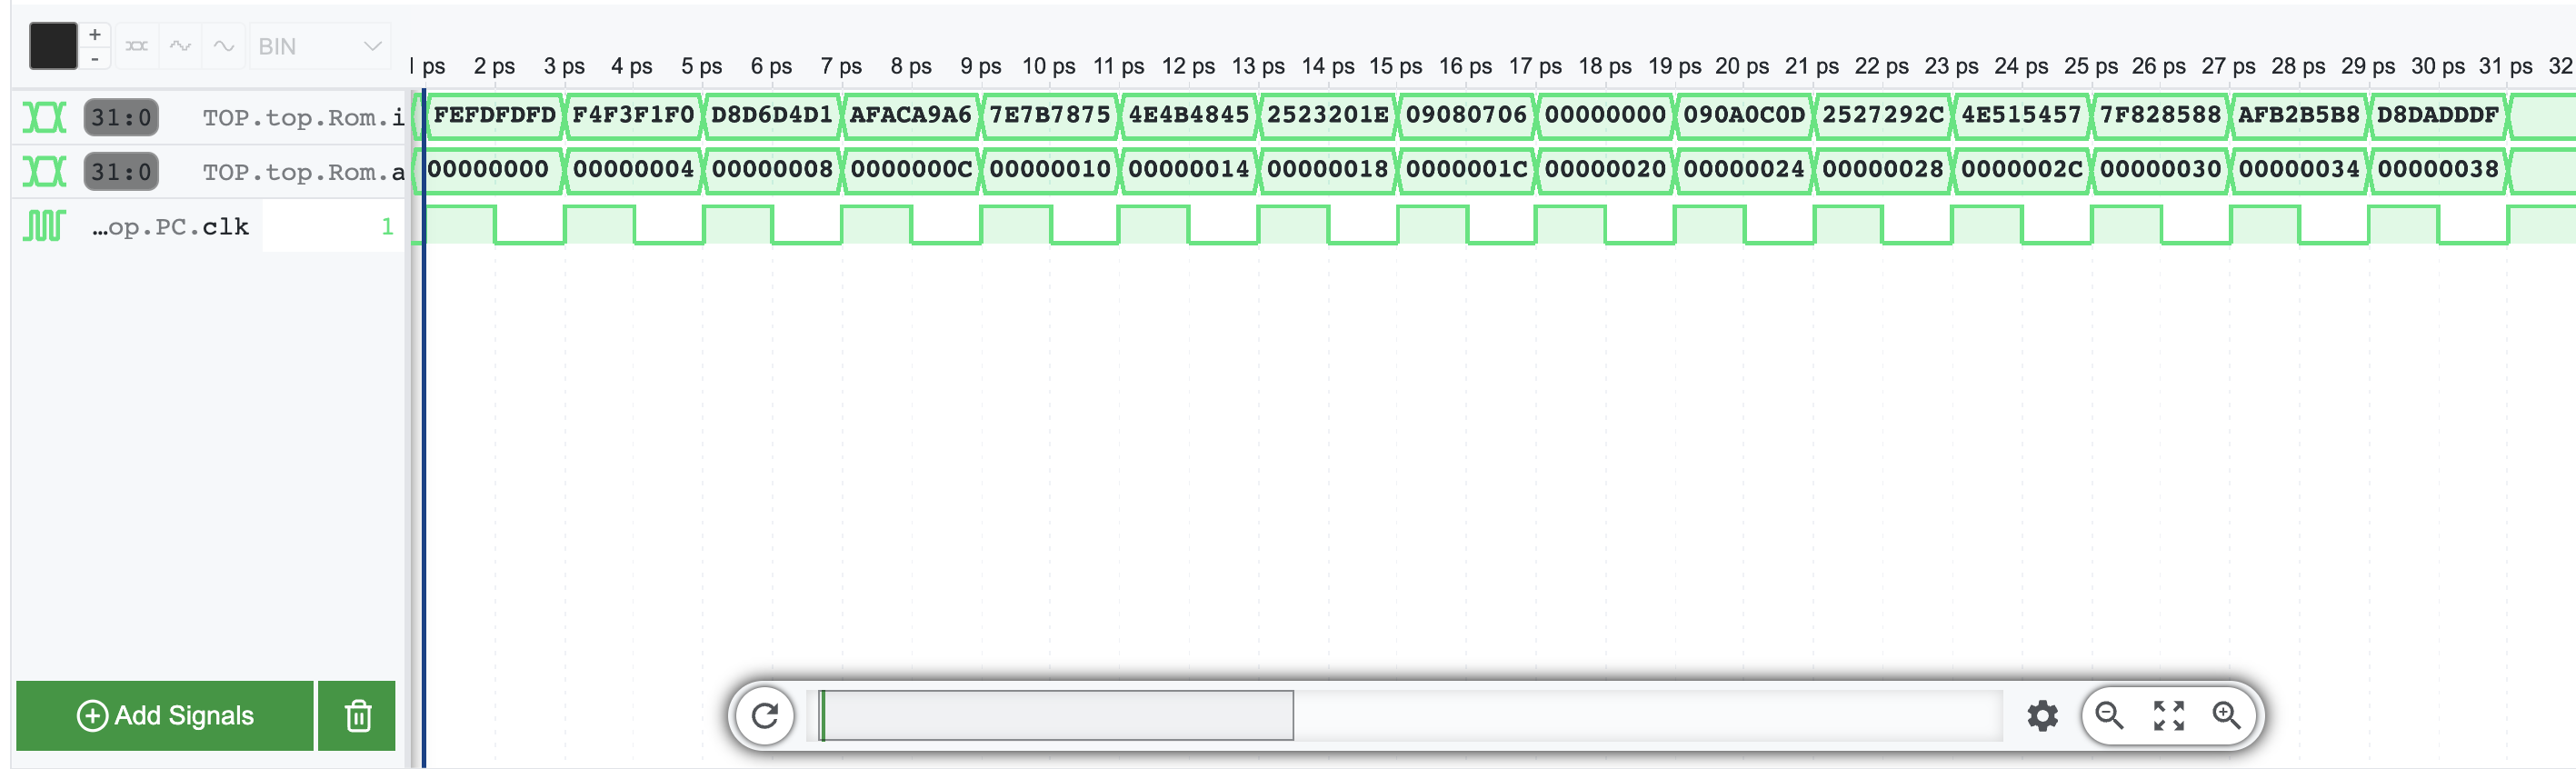 +
-
BIN
1 ps 2 ps 3 ps 4 ps 5 ps 6 ps 7 ps 8 ps 9 ps 10 ps 11 ps 12 ps 13 ps 14 ps 15 ps 16 ps 17 ps 18 ps 19 ps 20 ps 21 ps 22 ps 23 ps 24 ps 25 ps 26 ps 27 ps 28 ps 29 ps 30 ps 31 ps 32
31:0 TOP.top.Rom.i FEFDFDFD F4F3F1F0 D8D6D4D1 AFACA9A6 7E7B7875 4E4B4845 2523201E 09080706 00000000 090A0C0D 2527292C 4E515457 7F828588 AFB2B5B8 D8DADDDF
31:0 TOP.top.Rom.a 00000000 00000004 00000008 0000000C 00000010 00000014 00000018 0000001C 00000020 00000024 00000028 0000002C 00000030 00000034 00000038
…op.PC.clk 1
Add Signals